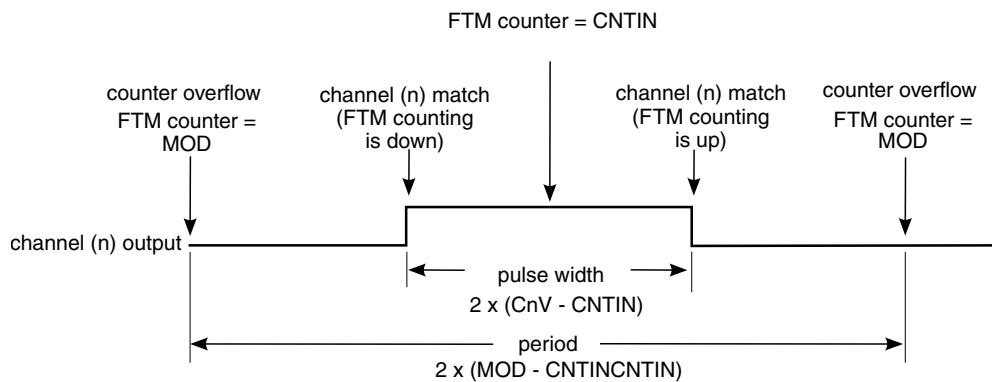 FTM counter = CNTIN
counter overflow
FTM counter =
MOD
channel (n) match
(FTM counting
is down)
channel (n) match
(FTM counting
is up)
counter overflow
FTM counter =
MOD
channel (n) output
pulse width
2 x (CnV - CNTIN)
period
2 x (MOD - CNTINCNTIN)